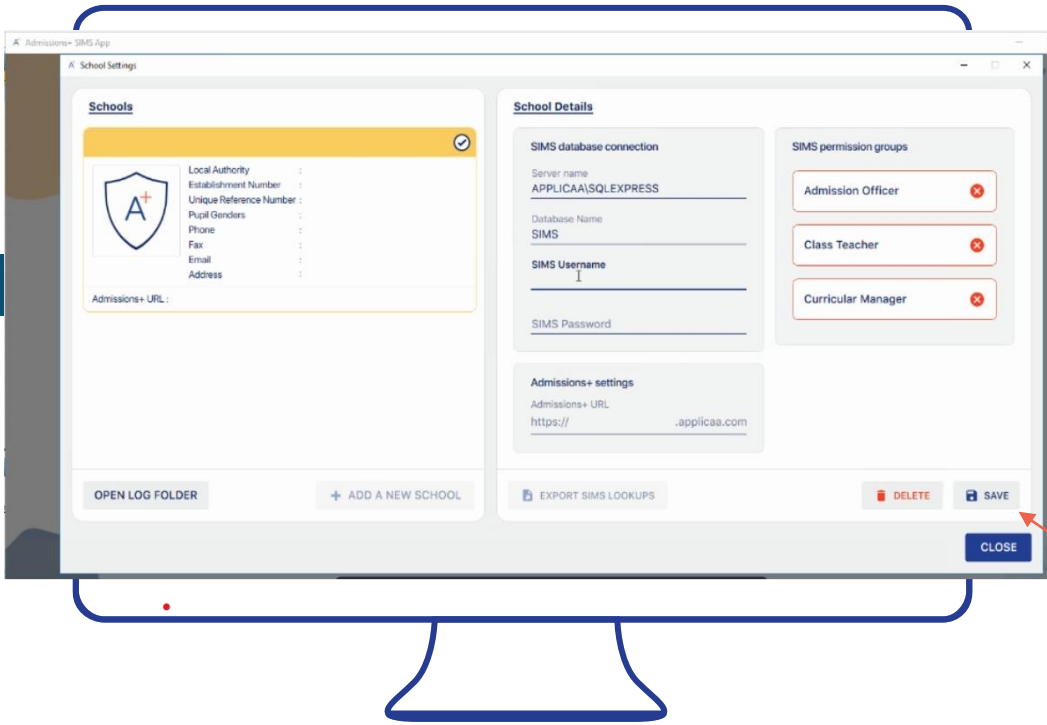 Admissions+ SIMS App
School Settings
Schools
Local Authority :
Establishment Number :
Unique Reference Number :
Pupil Genders :
Phone :
Fax :
Email :
Address :
A+
Admissions+ URL :
OPEN LOG FOLDER
+ ADD A NEW SCHOOL
School Details
SIMS database connection
Server name
APPLICAA\SQLEXPRESS
Database Name
SIMS
SIMS Username
SIMS Password
Admissions+ settings
Admissions+ URL
https:// .applicaa.com
SIMS permission groups
Admission Officer
Class Teacher
Curricular Manager
EXPORT SIMS LOOKUPS
DELETE
SAVE
CLOSE